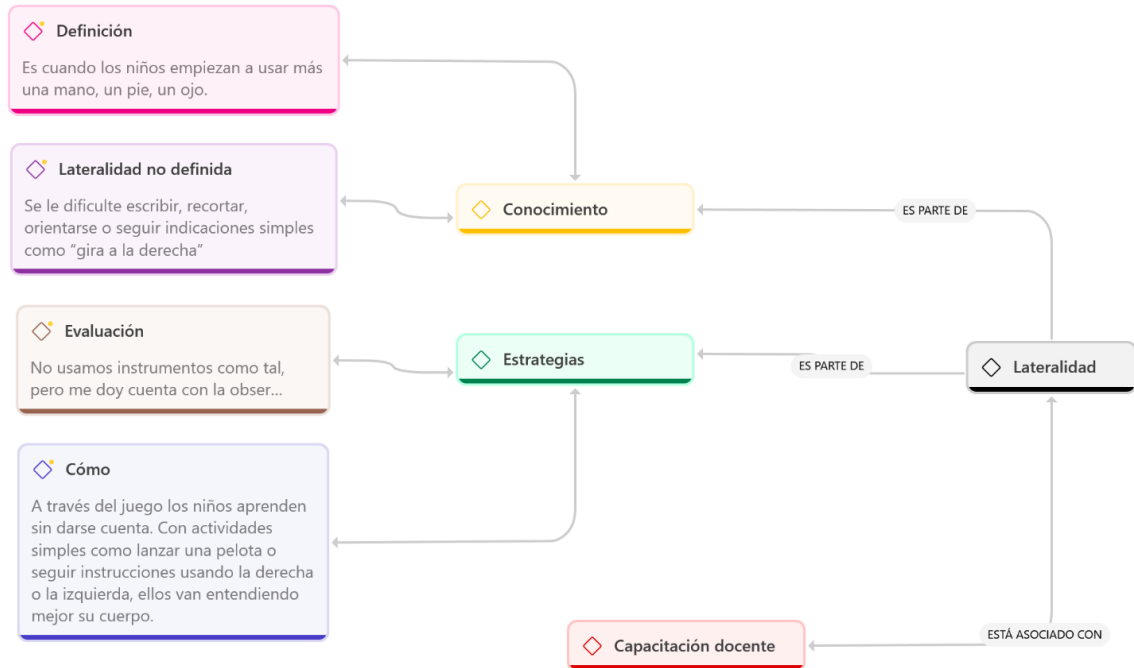 Definición
Es cuando los niños empiezan a usar más
una mano, un pie, un ojo.
Lateralidad no definida
Se le dificulte escribir, recortar,
orientarse o seguir indicaciones simples
como “gira a la derecha”
Conocimiento
ES PARTE DE
Evaluación
No usamos instrumentos como tal,
pero me doy cuenta con la obser...
Estrategias
ES PARTE DE
Lateralidad
Cómo
A través del juego los niños aprenden
sin darse cuenta. Con actividades
simples como lanzar una pelota o
seguir instrucciones usando la derecha
o la izquierda, ellos van entendiendo
mejor su cuerpo.
Capacitación docente
ESTÁ ASOCIADO CON